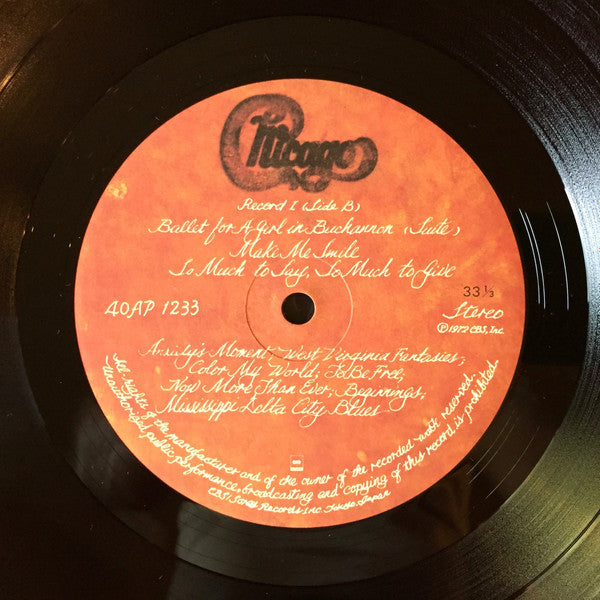 Chicago
Record I (Side B)
Ballet for A Girl in Buchannon (Suite)
Make Me Smile
So Much to Say, So Much to Give
33 1/3
40AP 1233
Stereo
℗1972 CBS, Inc.
Anxiety's Moment; West Virginia Fantasies;
Color My World; To Be Free;
Now More Than Ever; Beginnings;
Mississippi Delta City Blues
All rights of the manufacturer and of the owner of the recorded work reserved.
Unauthorized public performance broadcasting and copying of this record is prohibited.
CBS/Sony Records Inc. Tokyo, Japan